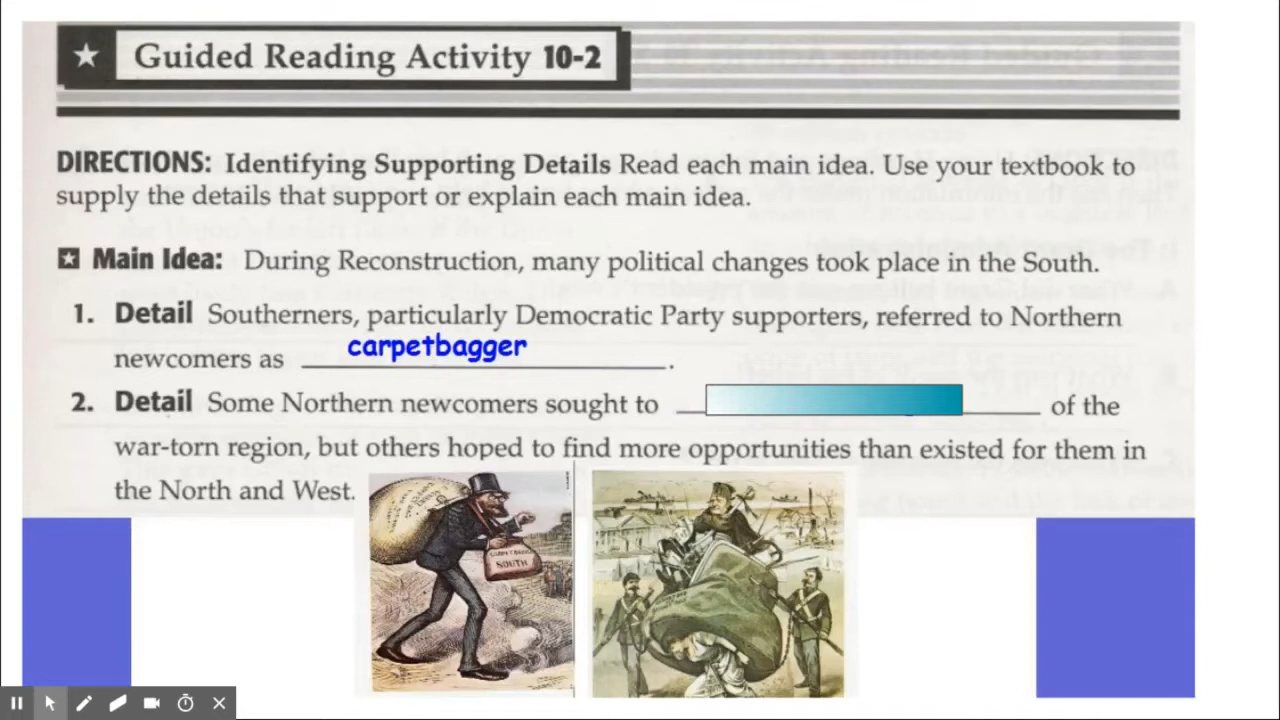 Guided Reading Activity 10-2
DIRECTIONS: Identifying Supporting Details Read each main idea. Use your textbook to
supply the details that support or explain each main idea.
Main Idea: During Reconstruction, many political changes took place in the South.
1. Detail Southerners, particularly Democratic Party supporters, referred to Northern
newcomers as carpetbagger.
2. Detail Some Northern newcomers sought to of the
war-torn region, but others hoped to find more opportunities than existed for them in
the North and West.
SOUTH